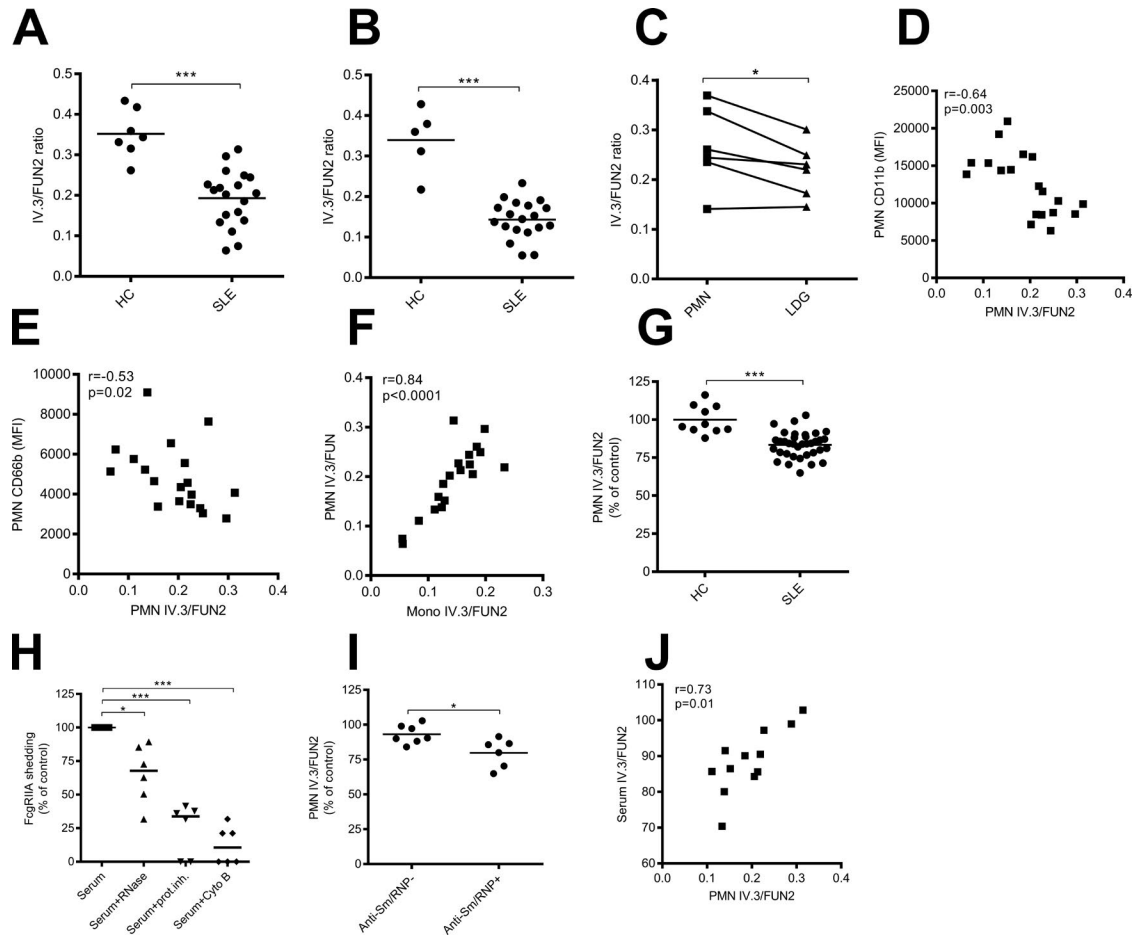 A
IV.3/FUN2 ratio
0.5
0.4
0.3
0.2
0.1
0.0
***
HC
SLE
B
IV.3/FUN2 ratio
0.5
0.4
0.3
0.2
0.1
0.0
***
HC
SLE
C
IV.3/FUN2 ratio
0.4
0.3
0.2
0.1
0.0
*
PMN
LDG
D
PMN CD11b (MFI)
25000
20000
15000
10000
5000
0
r=-0.64
p=0.003
0.0 0.1 0.2 0.3 0.4
PMN IV.3/FUN2
E
PMN CD66b (MFI)
10000
8000
6000
4000
2000
0
r=-0.53
p=0.02
0.0 0.1 0.2 0.3 0.4
PMN IV.3/FUN2
F
PMN IV.3/FUN
0.4
0.3
0.2
0.1
0.0
r=0.84
p<0.0001
0.0 0.1 0.2 0.3
Mono IV.3/FUN2
G
PMN IV.3/FUN2
(% of control)
125
100
75
50
25
0
***
HC
SLE
H
FcgRIIA shedding
(% of control)
125
100
75
50
25
0
***
***
*
Serum
Serum+RNase
Serum+prot.inh.
Serum+Cyto B
I
PMN IV.3/FUN2
(% of control)
125
100
75
50
25
0
*
Anti-Sm/RNP-
Anti-Sm/RNP+
J
Serum IV.3/FUN2
110
100
90
80
70
60
r=0.73
p=0.01
0.0 0.1 0.2 0.3 0.4
PMN IV.3/FUN2